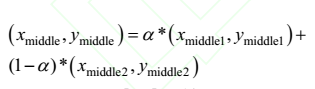 (x_middle, y_middle) = α * (x_middle1, y_middle1) +
(1 − α) * (x_middle2, y_middle2)